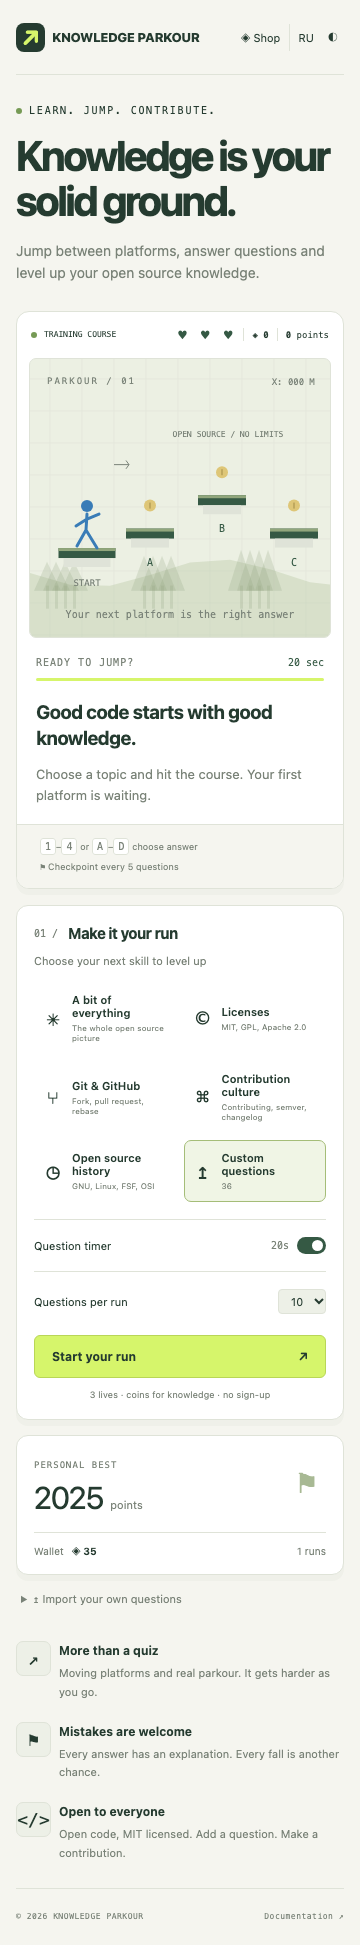 KNOWLEDGE PARKOUR
◈ Shop
RU
LEARN. JUMP. CONTRIBUTE.
Knowledge is your
solid ground.
Jump between platforms, answer questions and
level up your open source knowledge.
TRAINING COURSE
♥ ♥ ♥
◈ 0
0 points
PARKOUR / 01
X: 000 M
OPEN SOURCE / NO LIMITS
START
A
B
C
Your next platform is the right answer
READY TO JUMP?
20 sec
Good code starts with good
knowledge.
Choose a topic and hit the course. Your first
platform is waiting.
1–4 or A–D choose answer
⚑ Checkpoint every 5 questions
01 / Make it your run
Choose your next skill to level up
A bit of
everything
The whole open source
picture
Licenses
MIT, GPL, Apache 2.0
Git & GitHub
Fork, pull request,
rebase
Contribution
culture
Contributing, semver,
changelog
Open source
history
GNU, Linux, FSF, OSI
Custom
questions
36
Question timer
20s
Questions per run
10
Start your run ↗
3 lives · coins for knowledge · no sign-up
PERSONAL BEST
2025 points
Wallet ◈ 35
1 runs
▶ ↥ Import your own questions
More than a quiz
Moving platforms and real parkour. It gets harder as
you go.
Mistakes are welcome
Every answer has an explanation. Every fall is another
chance.
</>
Open to everyone
Open code, MIT licensed. Add a question. Make a
contribution.
© 2026 KNOWLEDGE PARKOUR
Documentation ↗